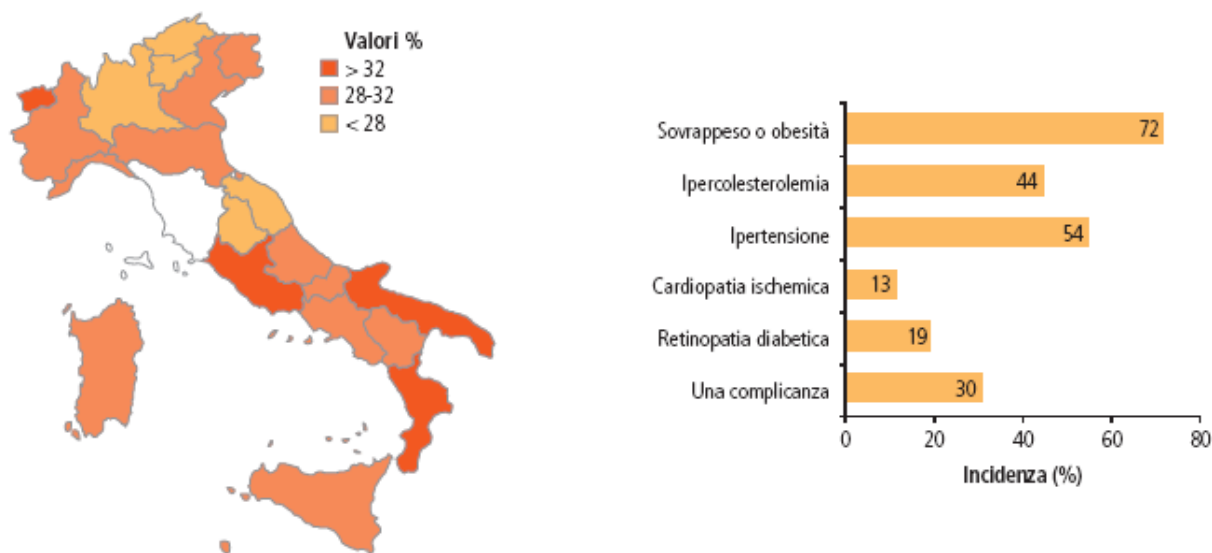 Valori %
> 32
28-32
< 28
Sovrappeso o obesità
72
Ipercolesterolemia
44
Ipertensione
54
Cardiopatia ischemica
13
Retinopatia diabetica
19
Una complicanza
30
0 20 40 60 80
Incidenza (%)